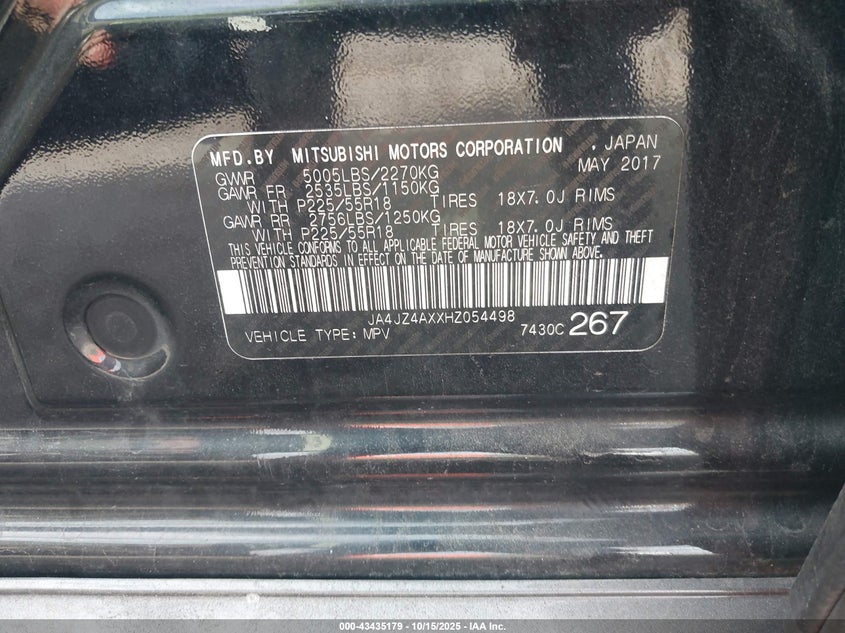 MFD.BY MITSUBISHI MOTORS CORPORATION . JAPAN
GVWR 5005LBS/2270KG MAY 2017
GAWR FR 2535LBS/1150KG
WITH P225/55R18 TIRES 18X7.0J RIMS
GAWR RR 2756LBS/1250KG
WITH P225/55R18 TIRES 18X7.0J RIMS
THIS VEHICLE CONFORMS TO ALL APPLICABLE FEDERAL MOTOR VEHICLE SAFETY AND THEFT
PREVENTION STANDARDS IN EFFECT ON THE DATE OF MANUFACTURE SHOWN ABOVE.
JA4JZ4AXXHZ054498
VEHICLE TYPE: MPV 7430C 267
000-43435179 | 10/15/2025 - IAA Inc.